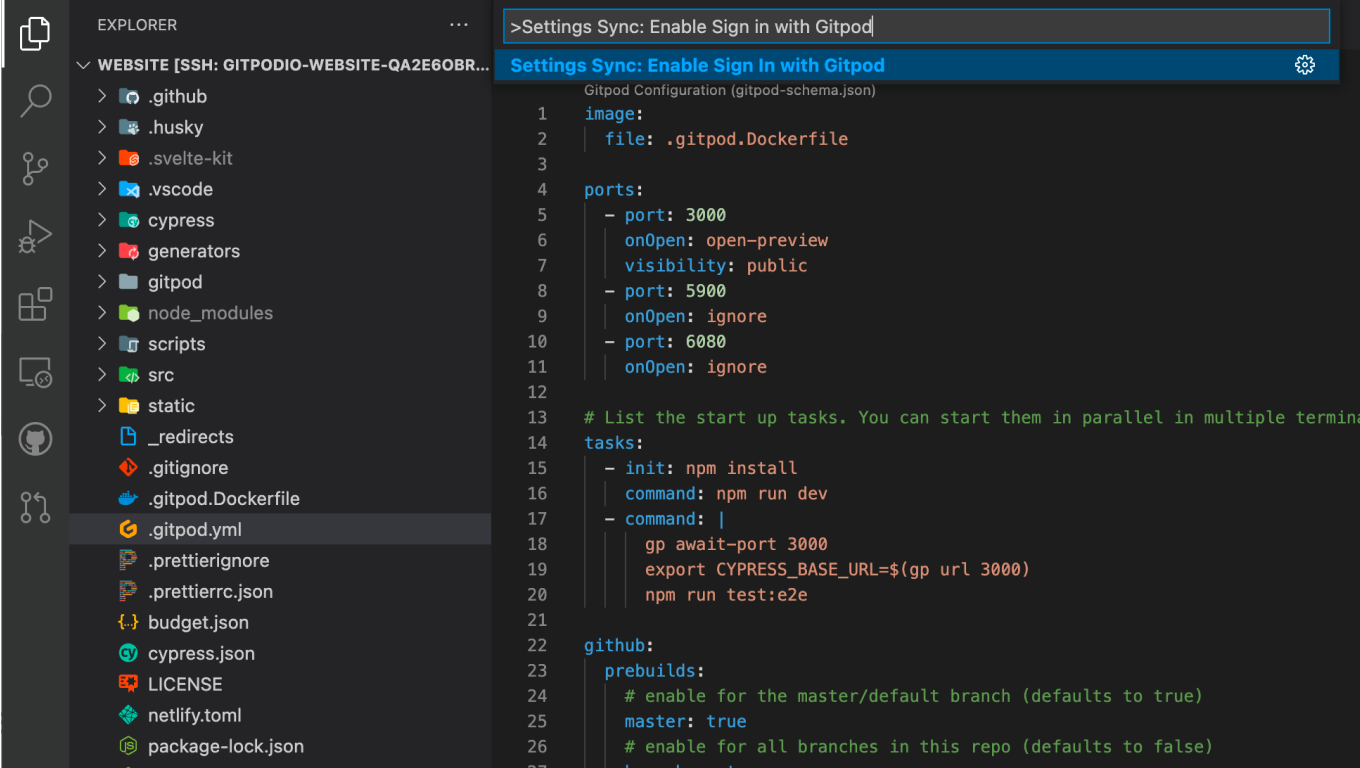 EXPLORER
WEBSITE [SSH: GITPODIO-WEBSITE-QA2E6OBR...
.github
.husky
.svelte-kit
.vscode
cypress
generators
gitpod
node_modules
scripts
src
static
_redirects
.gitignore
.gitpod.Dockerfile
.gitpod.yml
.prettierignore
.prettierrc.json
budget.json
cypress.json
LICENSE
netlify.toml
package-lock.json
>Settings Sync: Enable Sign in with Gitpod
Settings Sync: Enable Sign In with Gitpod
Gitpod Configuration (gitpod-schema.json)
1 image:
2 file: .gitpod.Dockerfile
3
4 ports:
5 - port: 3000
6 onOpen: open-preview
7 visibility: public
8 - port: 5900
9 onOpen: ignore
10 - port: 6080
11 onOpen: ignore
12
13 # List the start up tasks. You can start them in parallel in multiple termina
14 tasks:
15 - init: npm install
16 command: npm run dev
17 - command: |
18 gp await-port 3000
19 export CYPRESS_BASE_URL=$(gp url 3000)
20 npm run test:e2e
21
22 github:
23 prebuilds:
24 # enable for the master/default branch (defaults to true)
25 master: true
26 # enable for all branches in this repo (defaults to false)